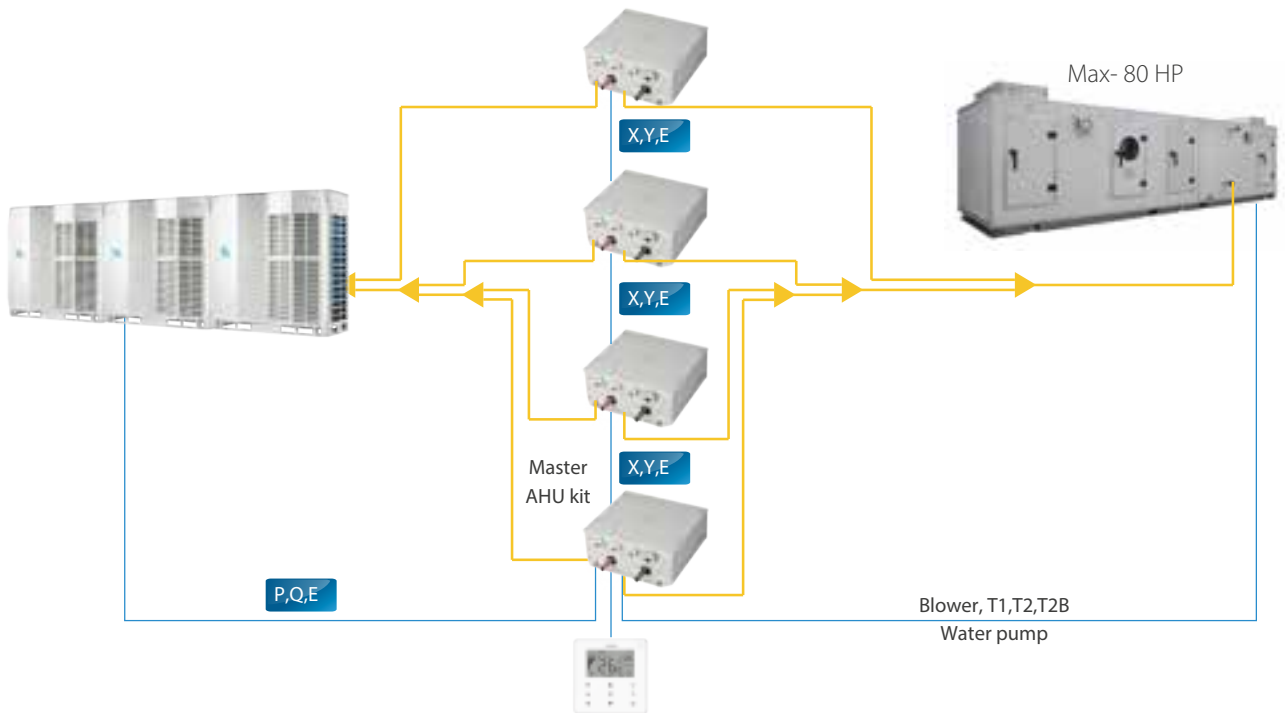 Max- 80 HP
X,Y,E
X,Y,E
X,Y,E
Master
AHU kit
P,Q,E
Blower, T1,T2,T2B
Water pump